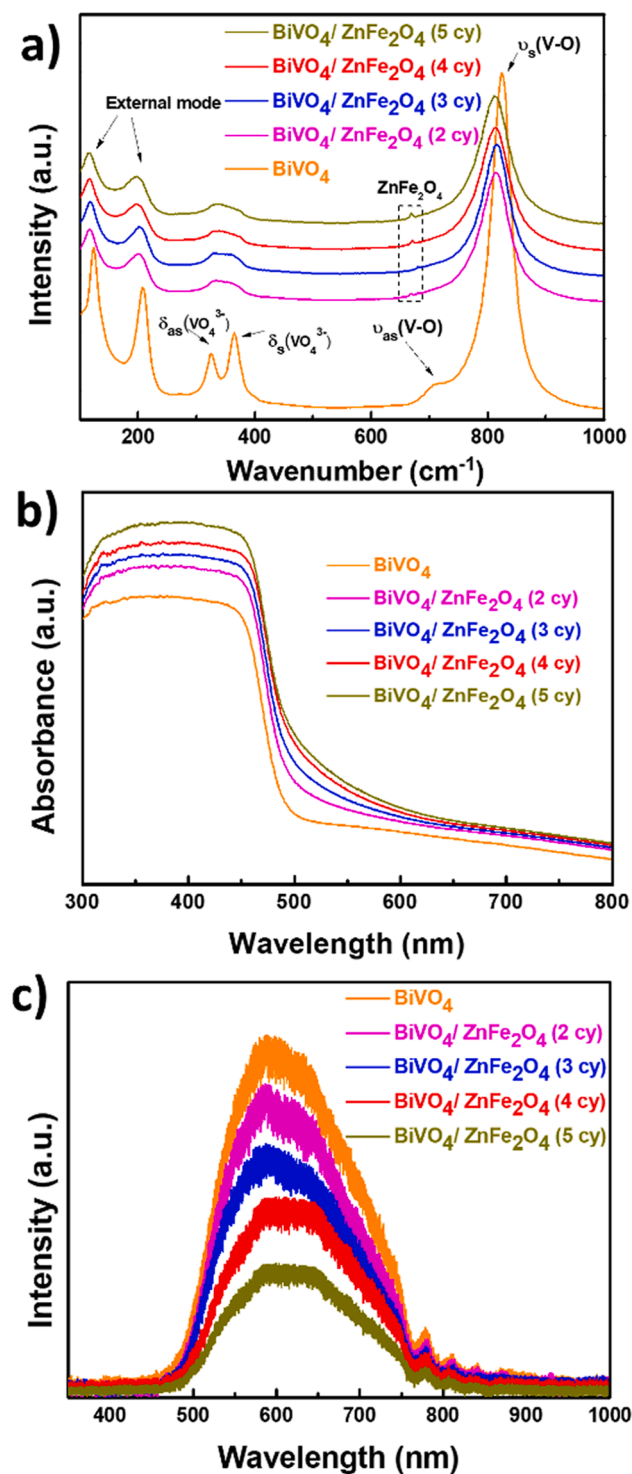 a)
BiVO4/ ZnFe2O4 (5 cy)
BiVO4/ ZnFe2O4 (4 cy)
BiVO4/ ZnFe2O4 (3 cy)
BiVO4/ ZnFe2O4 (2 cy)
BiVO4
υs(V-O)
External mode
ZnFe2O4
δas(VO43-)
δs(VO43-)
υas(V-O)
Intensity (a.u.)
200
400
600
800
1000
Wavenumber (cm-1)
b)
BiVO4
BiVO4/ ZnFe2O4 (2 cy)
BiVO4/ ZnFe2O4 (3 cy)
BiVO4/ ZnFe2O4 (4 cy)
BiVO4/ ZnFe2O4 (5 cy)
Absorbance (a.u.)
300
400
500
600
700
800
Wavelength (nm)
c)
BiVO4
BiVO4/ ZnFe2O4 (2 cy)
BiVO4/ ZnFe2O4 (3 cy)
BiVO4/ ZnFe2O4 (4 cy)
BiVO4/ ZnFe2O4 (5 cy)
Intensity (a.u.)
400
500
600
700
800
900
1000
Wavelength (nm)